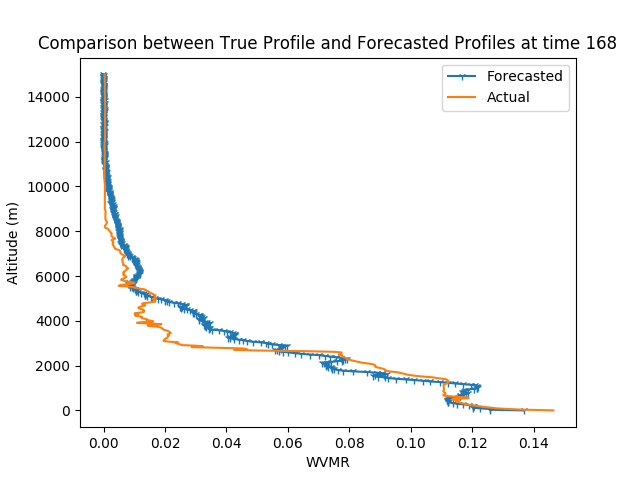 Comparison between True Profile and Forecasted Profiles at time 168
Forecasted
Actual
Altitude (m)
14000
12000
10000
8000
6000
4000
2000
0
0.00 0.02 0.04 0.06 0.08 0.10 0.12 0.14
WVMR